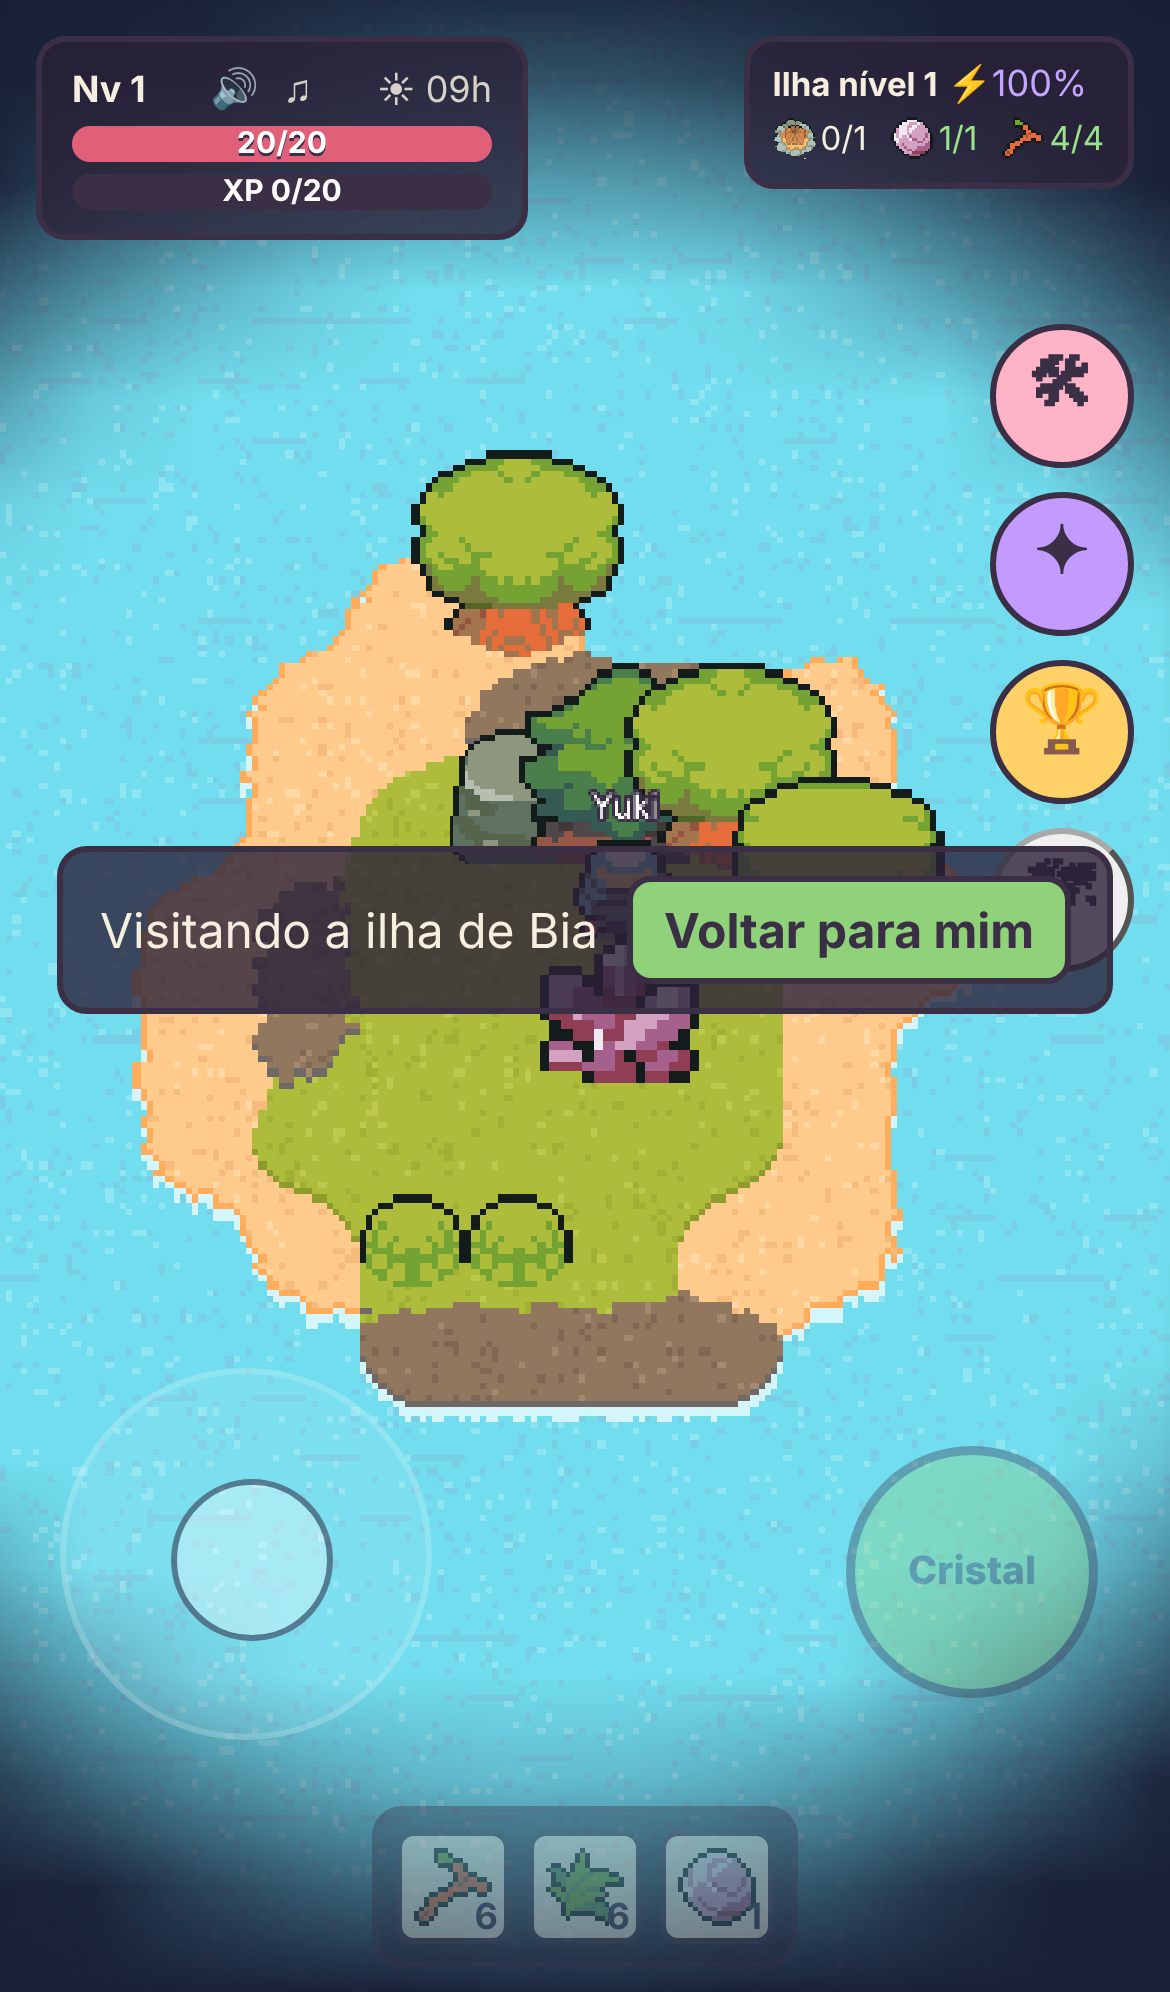 Nv 1 09h
20/20
XP 0/20
Ilha nível 1 100%
0/1 1/1 4/4
Yuki
Visitando a ilha de Bia
Voltar para mim
Cristal
6 6 1